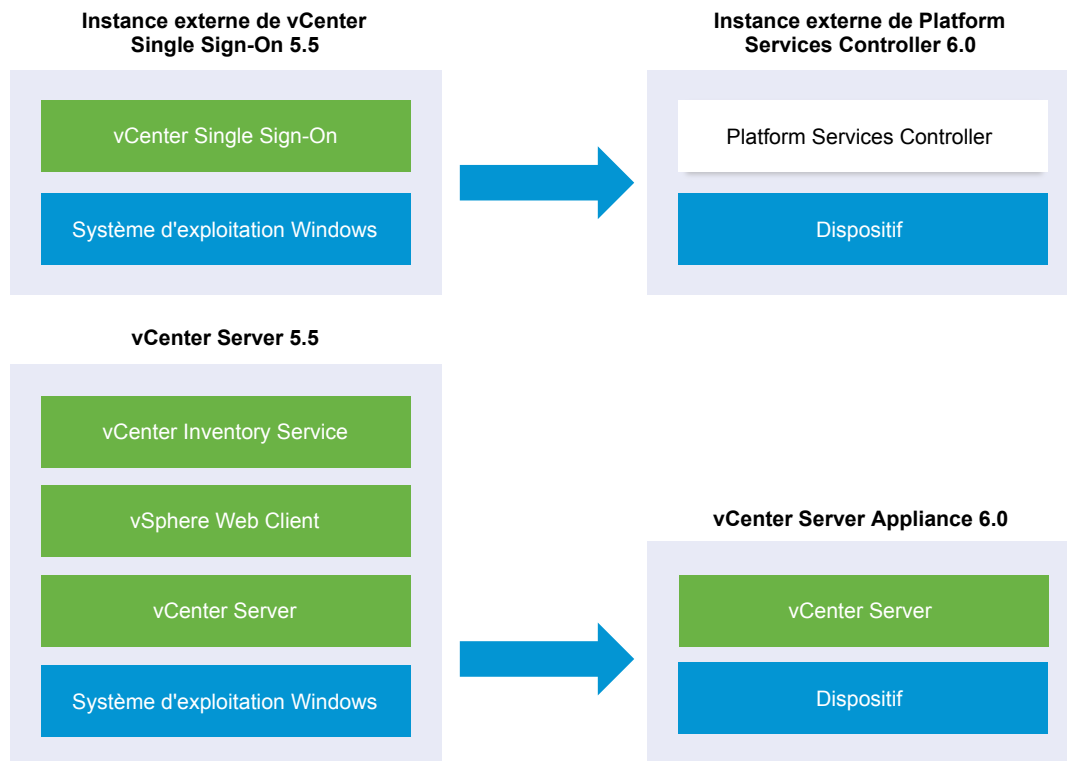 Instance externe de vCenter
Single Sign-On 5.5
Instance externe de Platform
Services Controller 6.0
vCenter Single Sign-On
Platform Services Controller
Système d'exploitation Windows
Dispositif
vCenter Server 5.5
vCenter Inventory Service
vSphere Web Client
vCenter Server Appliance 6.0
vCenter Server
vCenter Server
Système d'exploitation Windows
Dispositif